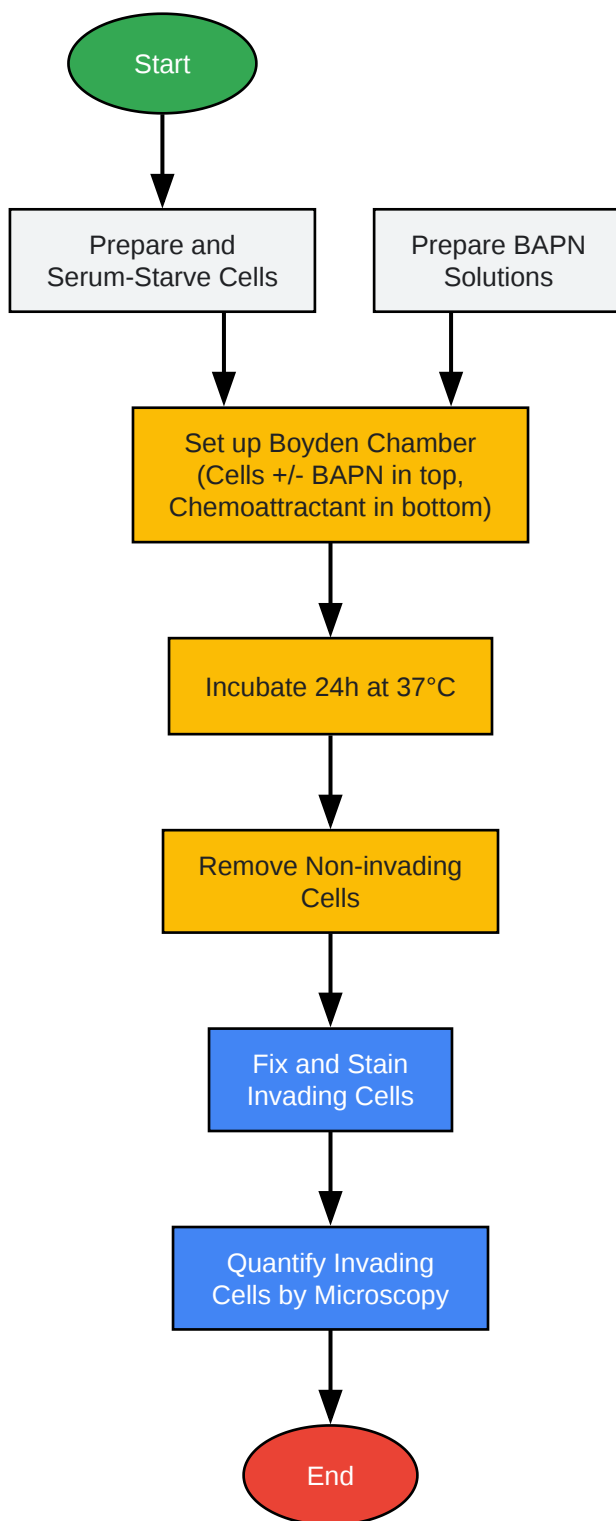 Start
Prepare and
Serum-Starve Cells
Prepare BAPN
Solutions
Set up Boyden Chamber
(Cells +/- BAPN in top,
Chemoattractant in bottom)
Incubate 24h at 37°C
Remove Non-invading
Cells
Fix and Stain
Invading Cells
Quantify Invading
Cells by Microscopy
End